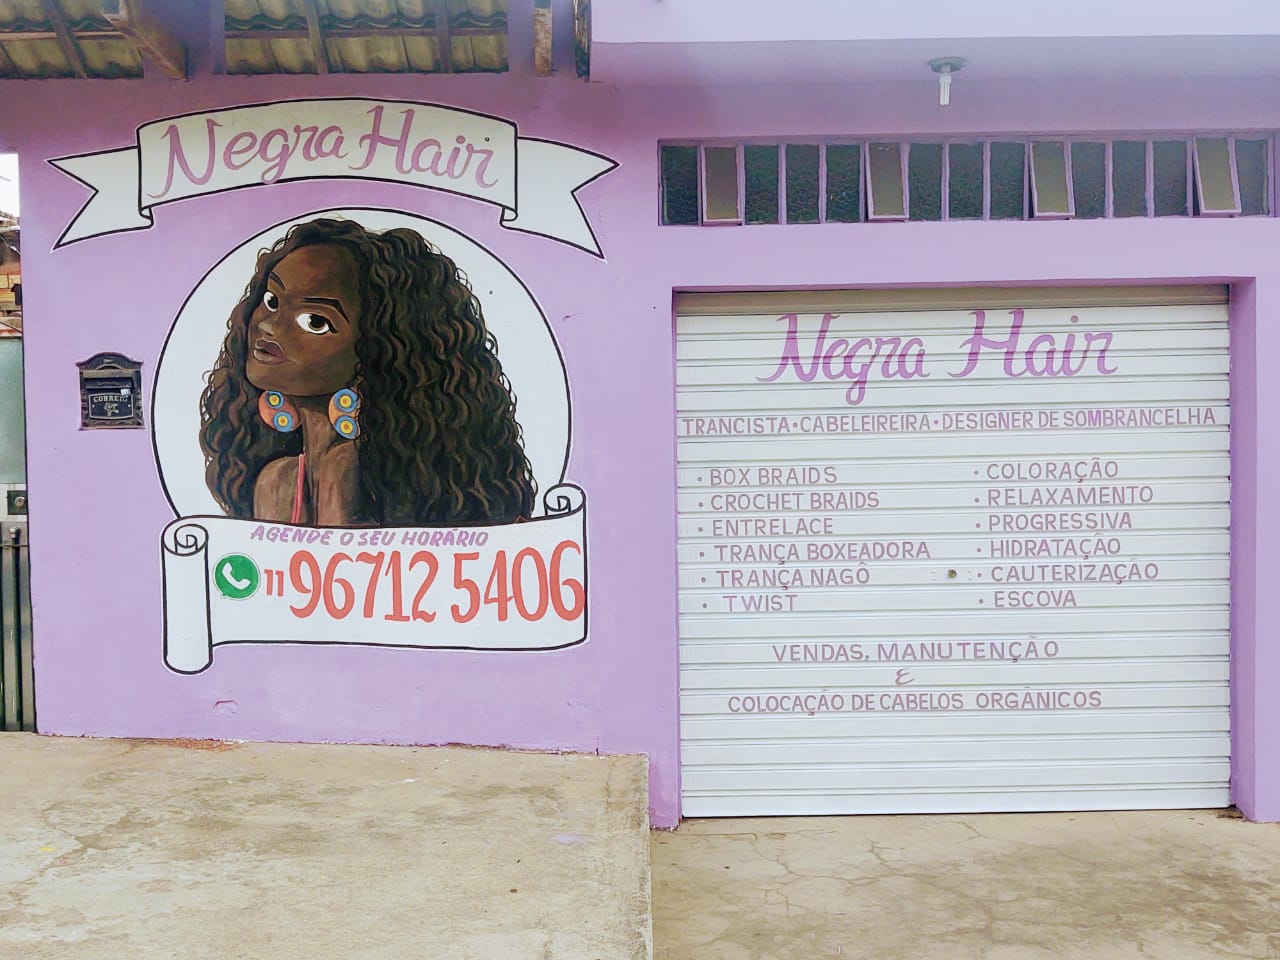 Negra Hair
CORREIO
AGENDE O SEU HORÁRIO
11 96712 5406
Negra Hair
TRANCISTA • CABELEIREIRA • DESIGNER DE SOMBRANCELHA
• BOX BRAIDS
• CROCHET BRAIDS
• ENTRELACE
• TRANÇA BOXEADORA
• TRANÇA NAGÔ
• TWIST
• COLORAÇÃO
• RELAXAMENTO
• PROGRESSIVA
• HIDRATAÇÃO
• CAUTERIZAÇÃO
• ESCOVA
VENDAS, MANUTENÇÃO
E
COLOCAÇÃO DE CABELOS ORGÂNICOS